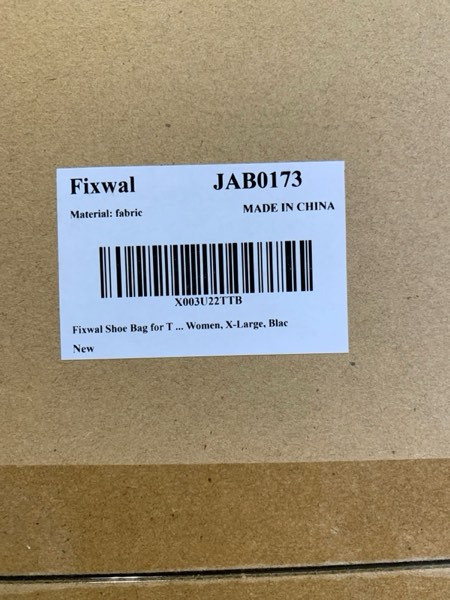 Fixwal JAB0173
Material: fabric MADE IN CHINA
X003U22TTB
Fixwal Shoe Bag for T ... Women, X-Large, Blac
New